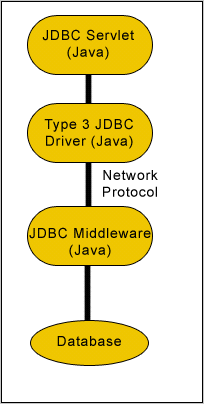 JDBC Servlet
(Java)
Type 3 JDBC
Driver (Java)
Network
Protocol
JDBC Middleware
(Java)
Database